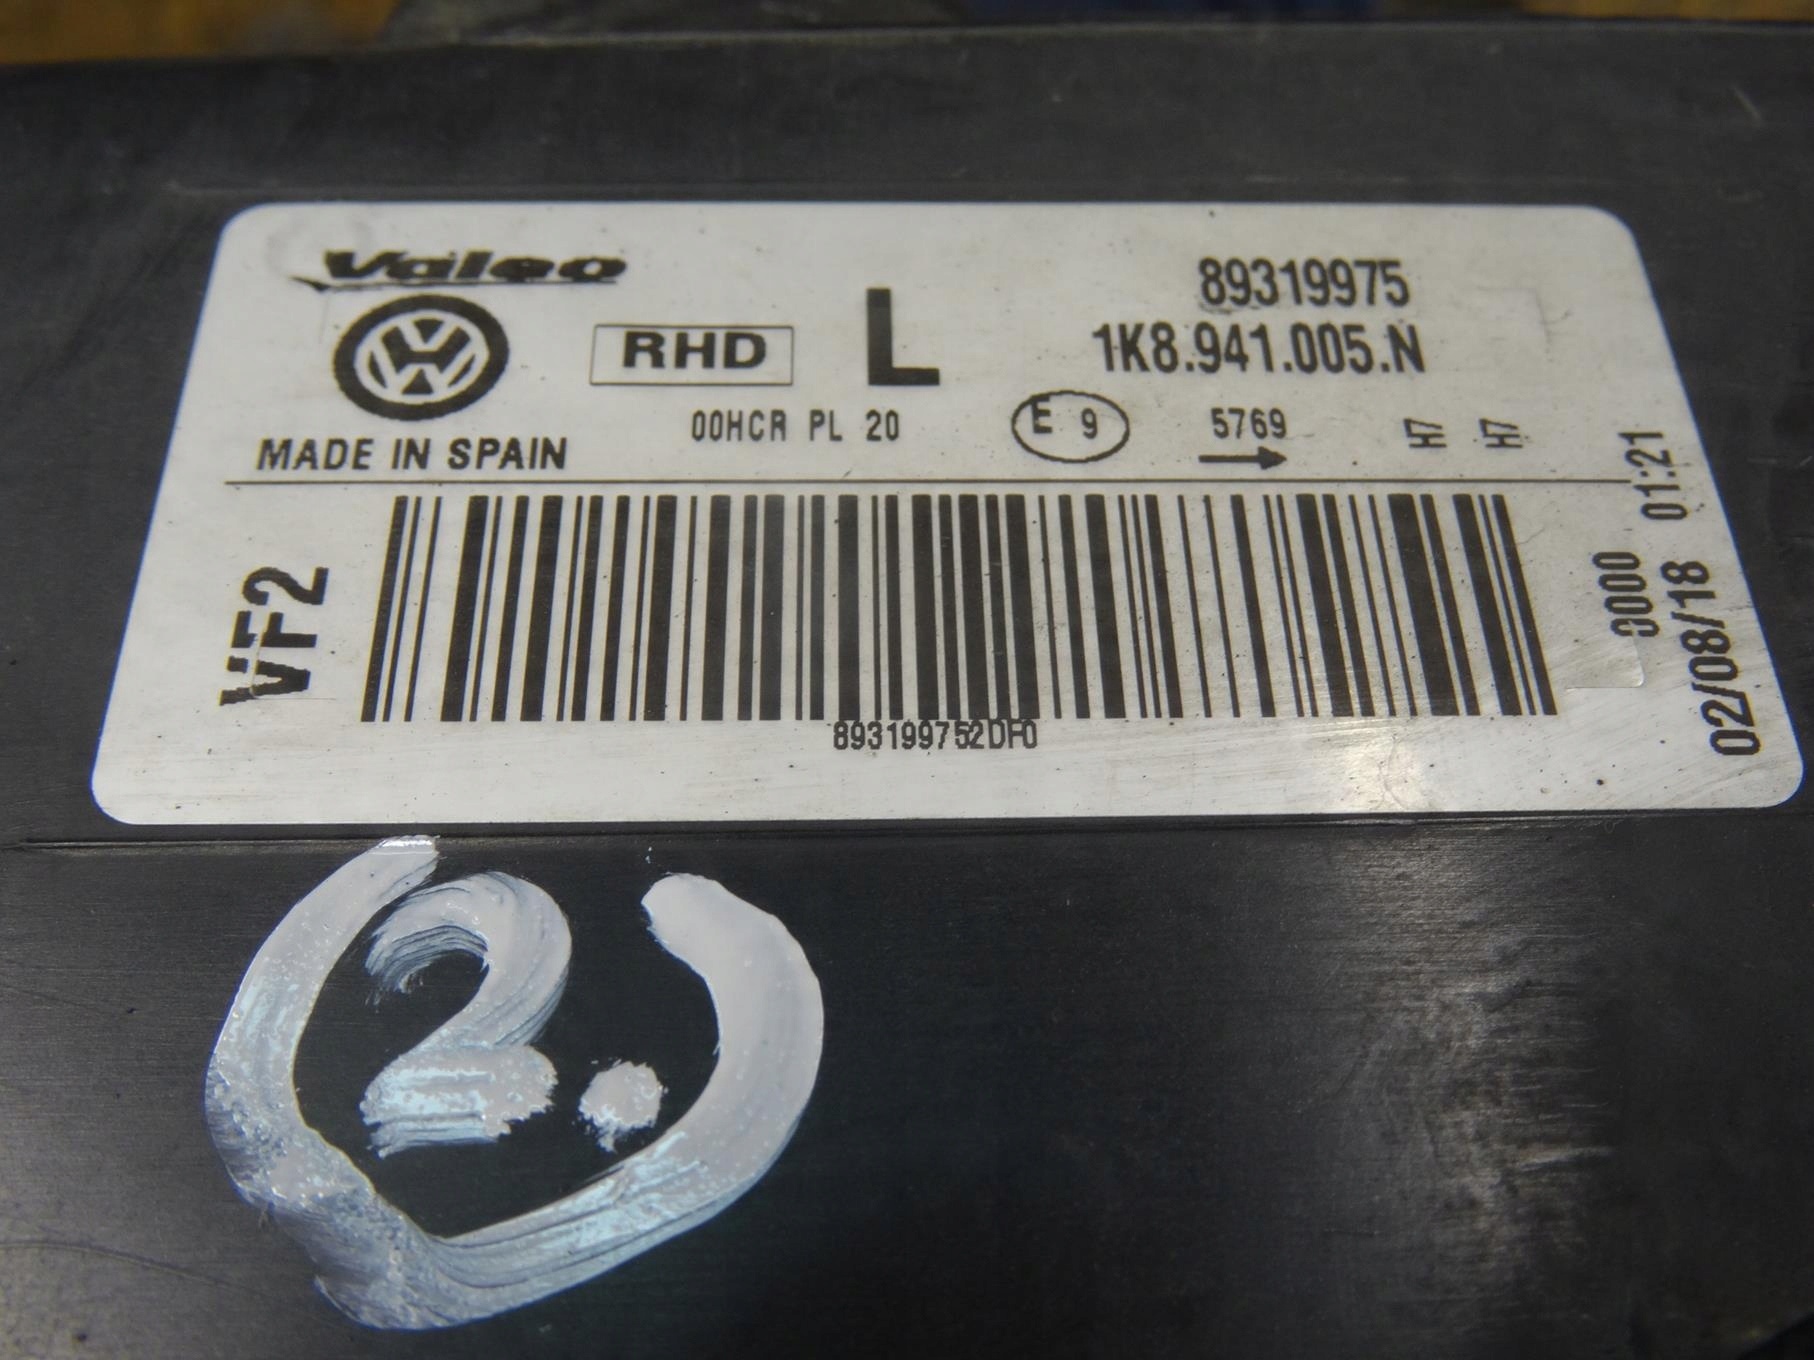 Valeo
89319975
RHD L 1K8.941.005.N
00HCR PL 20 E 9 5769 H7 H7
MADE IN SPAIN
VF2
0000 01:21
02/08/18
893199752DF0
2.